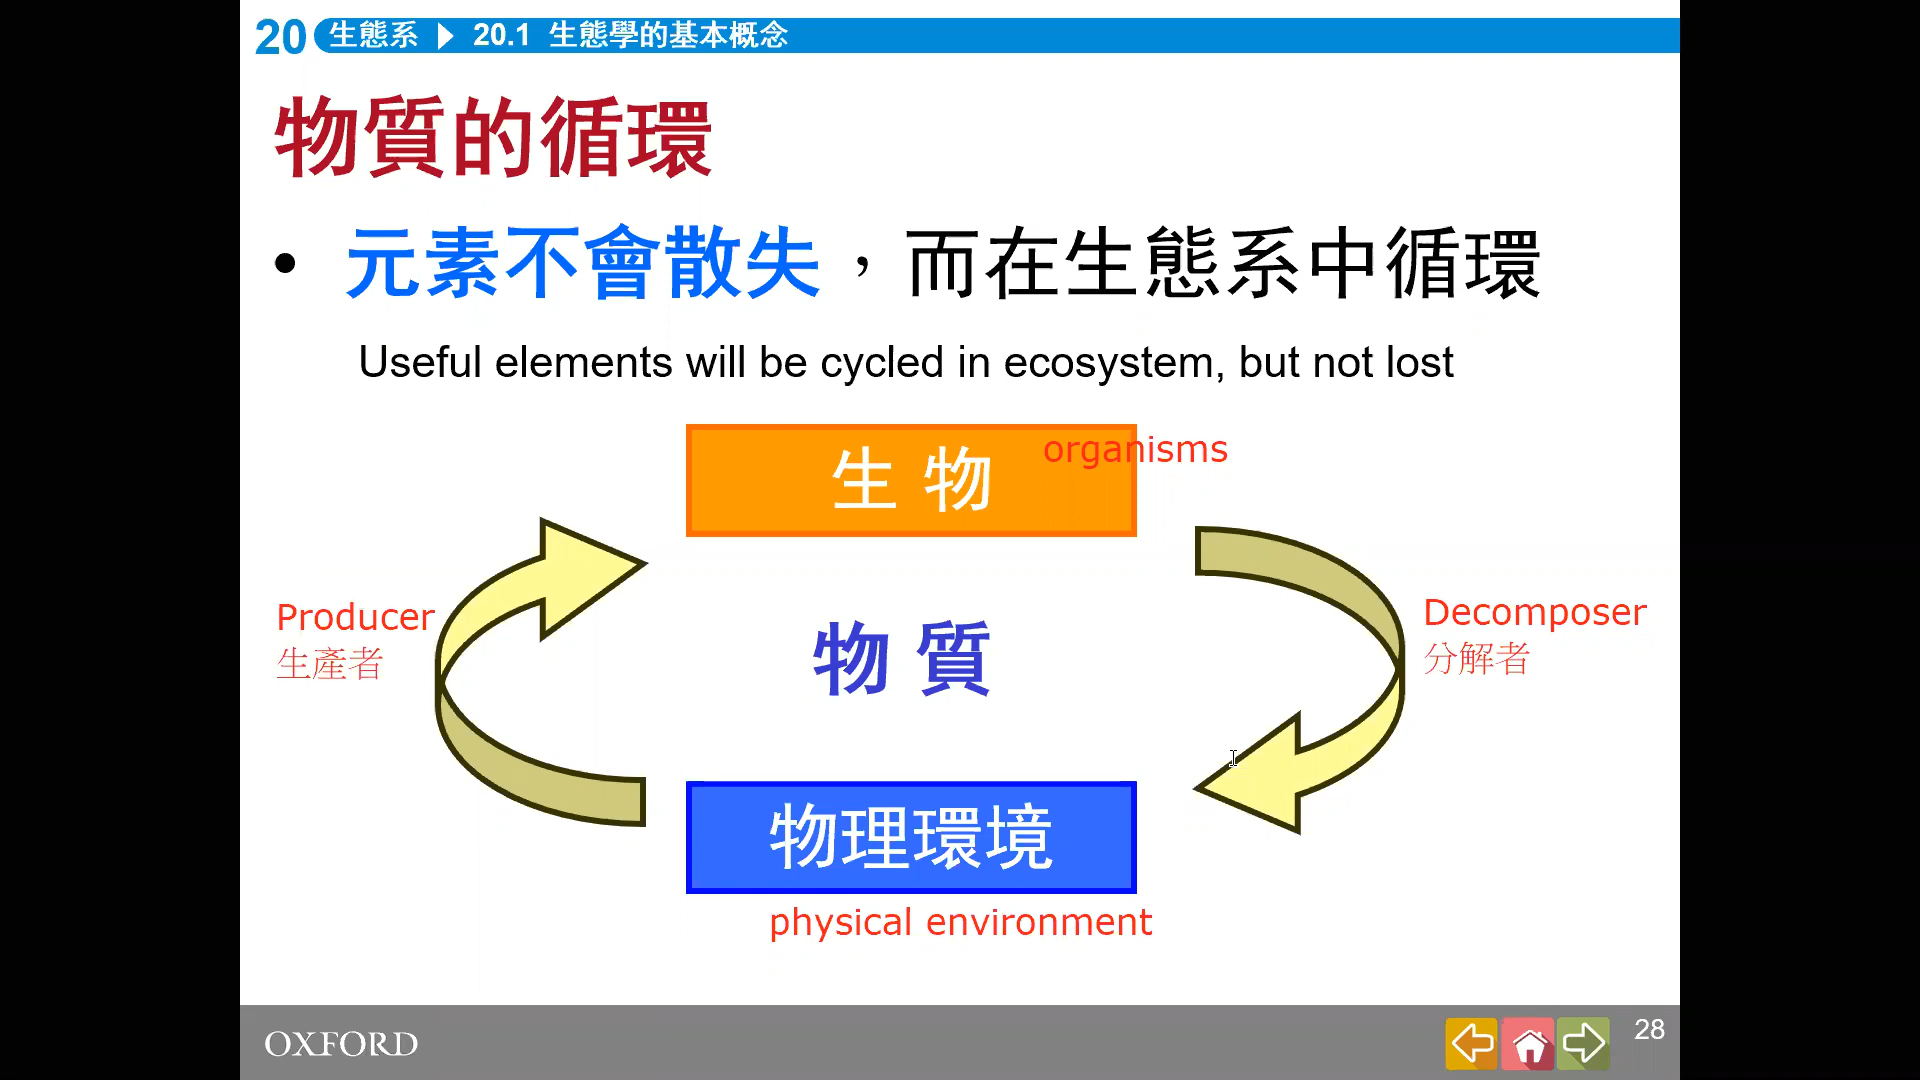 20 生態系 ▶ 20.1 生態學的基本概念
物質的循環
• 元素不會散失，而在生態系中循環
Useful elements will be cycled in ecosystem, but not lost
生物
organisms
Producer
生產者
物質
Decomposer
分解者
物理環境
physical environment
OXFORD
28